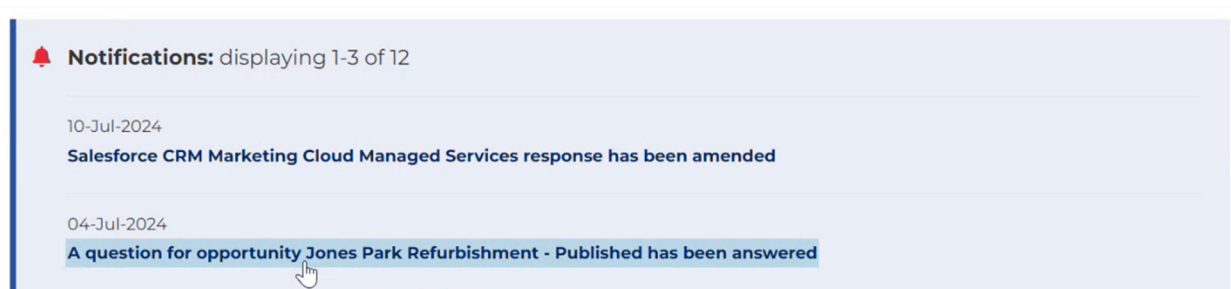 Notifications: displaying 1-3 of 12
10-Jul-2024
Salesforce CRM Marketing Cloud Managed Services response has been amended
04-Jul-2024
A question for opportunity Jones Park Refurbishment - Published has been answered